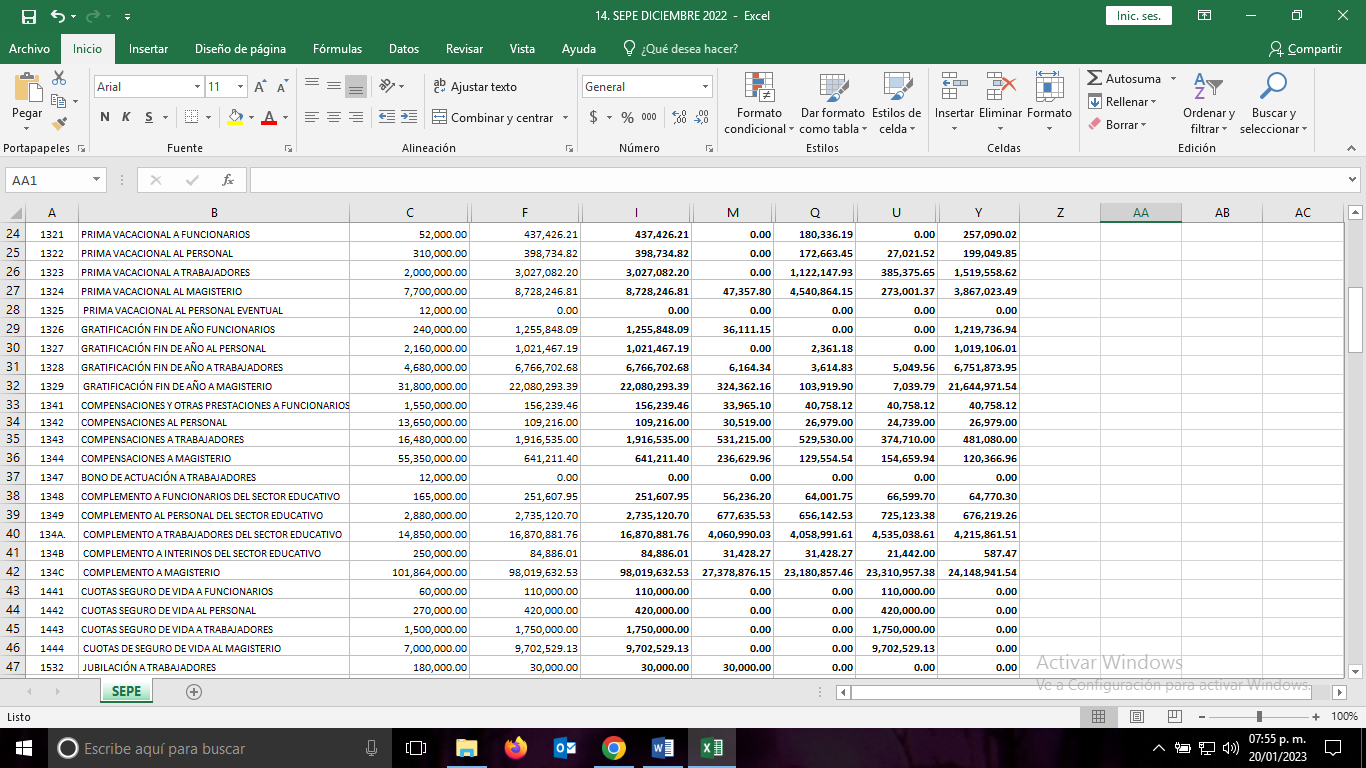 14. SEPE DICIEMBRE 2022 - Excel
Inic. ses.
Archivo Inicio Insertar Diseño de página Fórmulas Datos Revisar Vista Ayuda ¿Qué desea hacer? Compartir
Pegar
Arial 11
N K S
ab Ajustar texto
Combinar y centrar
General
$ % 000
Formato condicional
Dar formato como tabla
Estilos de celda
Insertar Eliminar Formato
Autosuma
Rellenar
Borrar
Ordenar y filtrar
Buscar y seleccionar
Portapapeles Fuente Alineación Número Estilos Celdas Edición
AA1 fx
A B C F I M Q U Y Z AA AB AC
24 1321 PRIMA VACACIONAL A FUNCIONARIOS 52,000.00 437,426.21 437,426.21 0.00 180,336.19 0.00 257,090.02
25 1322 PRIMA VACACIONAL AL PERSONAL 310,000.00 398,734.82 398,734.82 0.00 172,663.45 27,021.52 199,049.85
26 1323 PRIMA VACACIONAL A TRABAJADORES 2,000,000.00 3,027,082.20 3,027,082.20 0.00 1,122,147.93 385,375.65 1,519,558.62
27 1324 PRIMA VACACIONAL AL MAGISTERIO 7,700,000.00 8,728,246.81 8,728,246.81 47,357.80 4,540,864.15 273,001.37 3,867,023.49
28 1325 PRIMA VACACIONAL AL PERSONAL EVENTUAL 12,000.00 0.00 0.00 0.00 0.00 0.00 0.00
29 1326 GRATIFICACIÓN FIN DE AÑO FUNCIONARIOS 240,000.00 1,255,848.09 1,255,848.09 36,111.15 0.00 0.00 1,219,736.94
30 1327 GRATIFICACIÓN FIN DE AÑO AL PERSONAL 2,160,000.00 1,021,467.19 1,021,467.19 0.00 2,361.18 0.00 1,019,106.01
31 1328 GRATIFICACIÓN FIN DE AÑO A TRABAJADORES 4,680,000.00 6,766,702.68 6,766,702.68 6,164.34 3,614.83 5,049.56 6,751,873.95
32 1329 GRATIFICACIÓN FIN DE AÑO A MAGISTERIO 31,800,000.00 22,080,293.39 22,080,293.39 324,362.16 103,919.90 7,039.79 21,644,971.54
33 1341 COMPENSACIONES Y OTRAS PRESTACIONES A FUNCIONARIOS 1,550,000.00 156,239.46 156,239.46 33,965.10 40,758.12 40,758.12 40,758.12
34 1342 COMPENSACIONES AL PERSONAL 13,650,000.00 109,216.00 109,216.00 30,519.00 26,979.00 24,739.00 26,979.00
35 1343 COMPENSACIONES A TRABAJADORES 16,480,000.00 1,916,535.00 1,916,535.00 531,215.00 529,530.00 374,710.00 481,080.00
36 1344 COMPENSACIONES A MAGISTERIO 55,350,000.00 641,211.40 641,211.40 236,629.96 129,554.54 154,659.94 120,366.96
37 1347 BONO DE ACTUACIÓN A TRABAJADORES 12,000.00 0.00 0.00 0.00 0.00 0.00 0.00
38 1348 COMPLEMENTO A FUNCIONARIOS DEL SECTOR EDUCATIVO 165,000.00 251,607.95 251,607.95 56,236.20 64,001.75 66,599.70 64,770.30
39 1349 COMPLEMENTO AL PERSONAL DEL SECTOR EDUCATIVO 2,880,000.00 2,735,120.70 2,735,120.70 677,635.53 656,142.53 725,123.38 676,219.26
40 134A. COMPLEMENTO A TRABAJADORES DEL SECTOR EDUCATIVO 14,850,000.00 16,870,881.76 16,870,881.76 4,060,990.03 4,058,991.61 4,535,038.61 4,215,861.51
41 134B COMPLEMENTO A INTERINOS DEL SECTOR EDUCATIVO 250,000.00 84,886.01 84,886.01 31,428.27 31,428.27 21,442.00 587.47
42 134C COMPLEMENTO A MAGISTERIO 101,864,000.00 98,019,632.53 98,019,632.53 27,378,876.15 23,180,857.46 23,310,957.38 24,148,941.54
43 1441 CUOTAS SEGURO DE VIDA A FUNCIONARIOS 60,000.00 110,000.00 110,000.00 0.00 0.00 110,000.00 0.00
44 1442 CUOTAS SEGURO DE VIDA AL PERSONAL 270,000.00 420,000.00 420,000.00 0.00 0.00 420,000.00 0.00
45 1443 CUOTAS SEGURO DE VIDA A TRABAJADORES 1,500,000.00 1,750,000.00 1,750,000.00 0.00 0.00 1,750,000.00 0.00
46 1444 CUOTAS DE SEGURO DE VIDA AL MAGISTERIO 7,000,000.00 9,702,529.13 9,702,529.13 0.00 0.00 9,702,529.13 0.00
47 1532 JUBILACIÓN A TRABAJADORES 180,000.00 30,000.00 30,000.00 30,000.00 0.00 0.00 0.00
Activar Windows
Ve a Configuración para activar Windows.
SEPE
Listo 100%
Escribe aquí para buscar
07:55 p. m.
20/01/2023